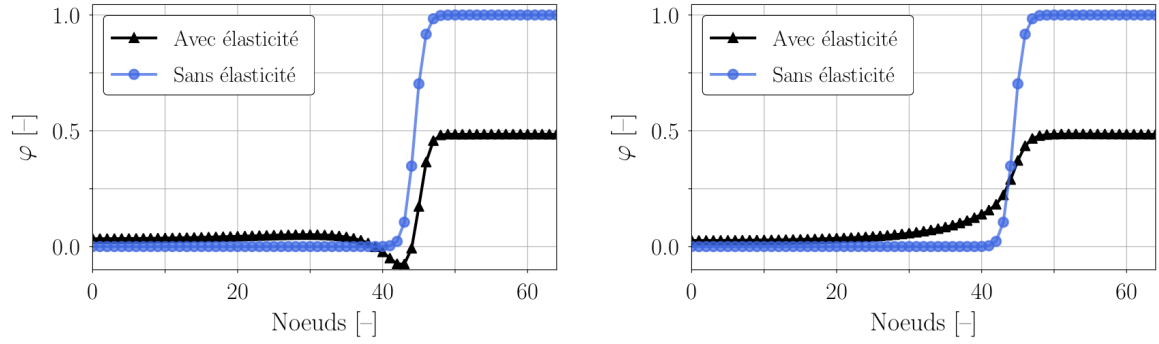 1.0
0.5
0.0
φ [–]
Avec élasticité
Sans élasticité
0 20 40 60
Noeuds [–]
1.0
0.5
0.0
φ [–]
Avec élasticité
Sans élasticité
0 20 40 60
Noeuds [–]